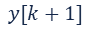 y[k + 1]